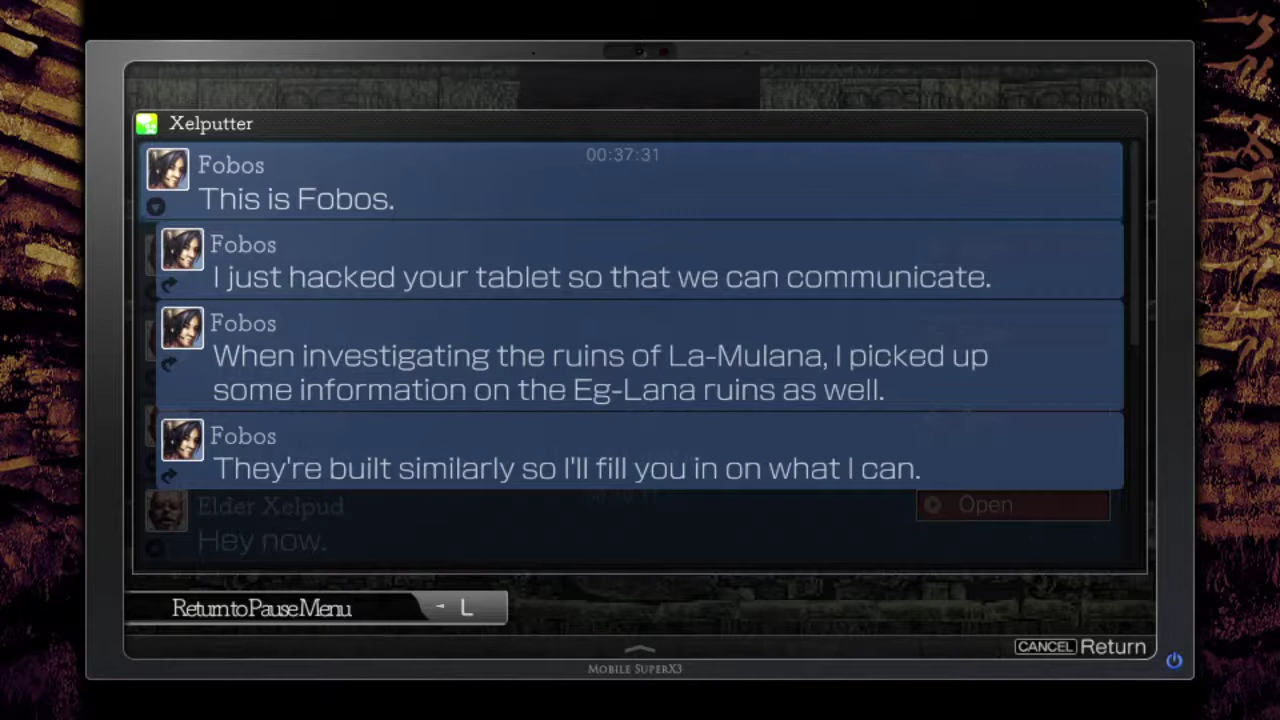 Xelputter
Fobos
00:37:31
This is Fobos.
Fobos
I just hacked your tablet so that we can communicate.
Fobos
When investigating the ruins of La-Mulana, I picked up
some information on the Eg-Lana ruins as well.
Fobos
They're built similarly so I'll fill you in on what I can.
Elder Xelpud
Open
Hey now.
Return to Pause Menu
L
CANCEL Return
MOBILE SUPERX3